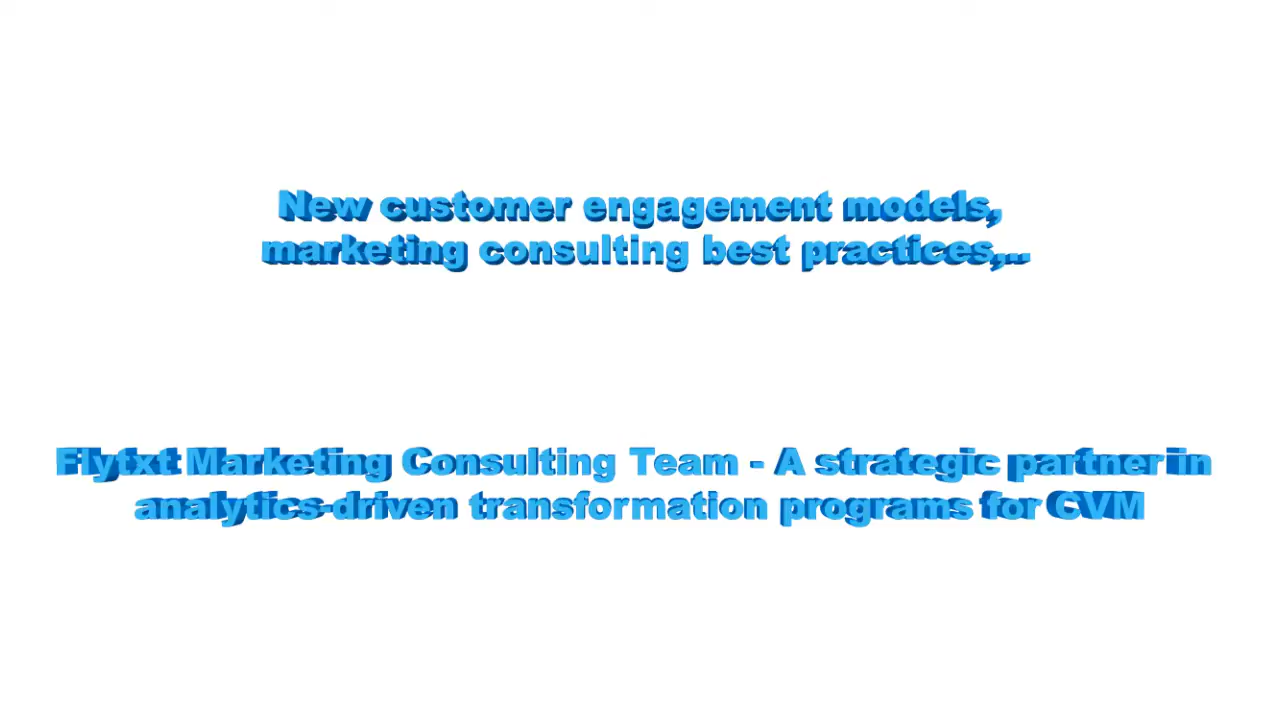 New customer engagement models,
marketing consulting best practices,..
Flytxt Marketing Consulting Team - A strategic partner in
analytics-driven transformation programs for CVM